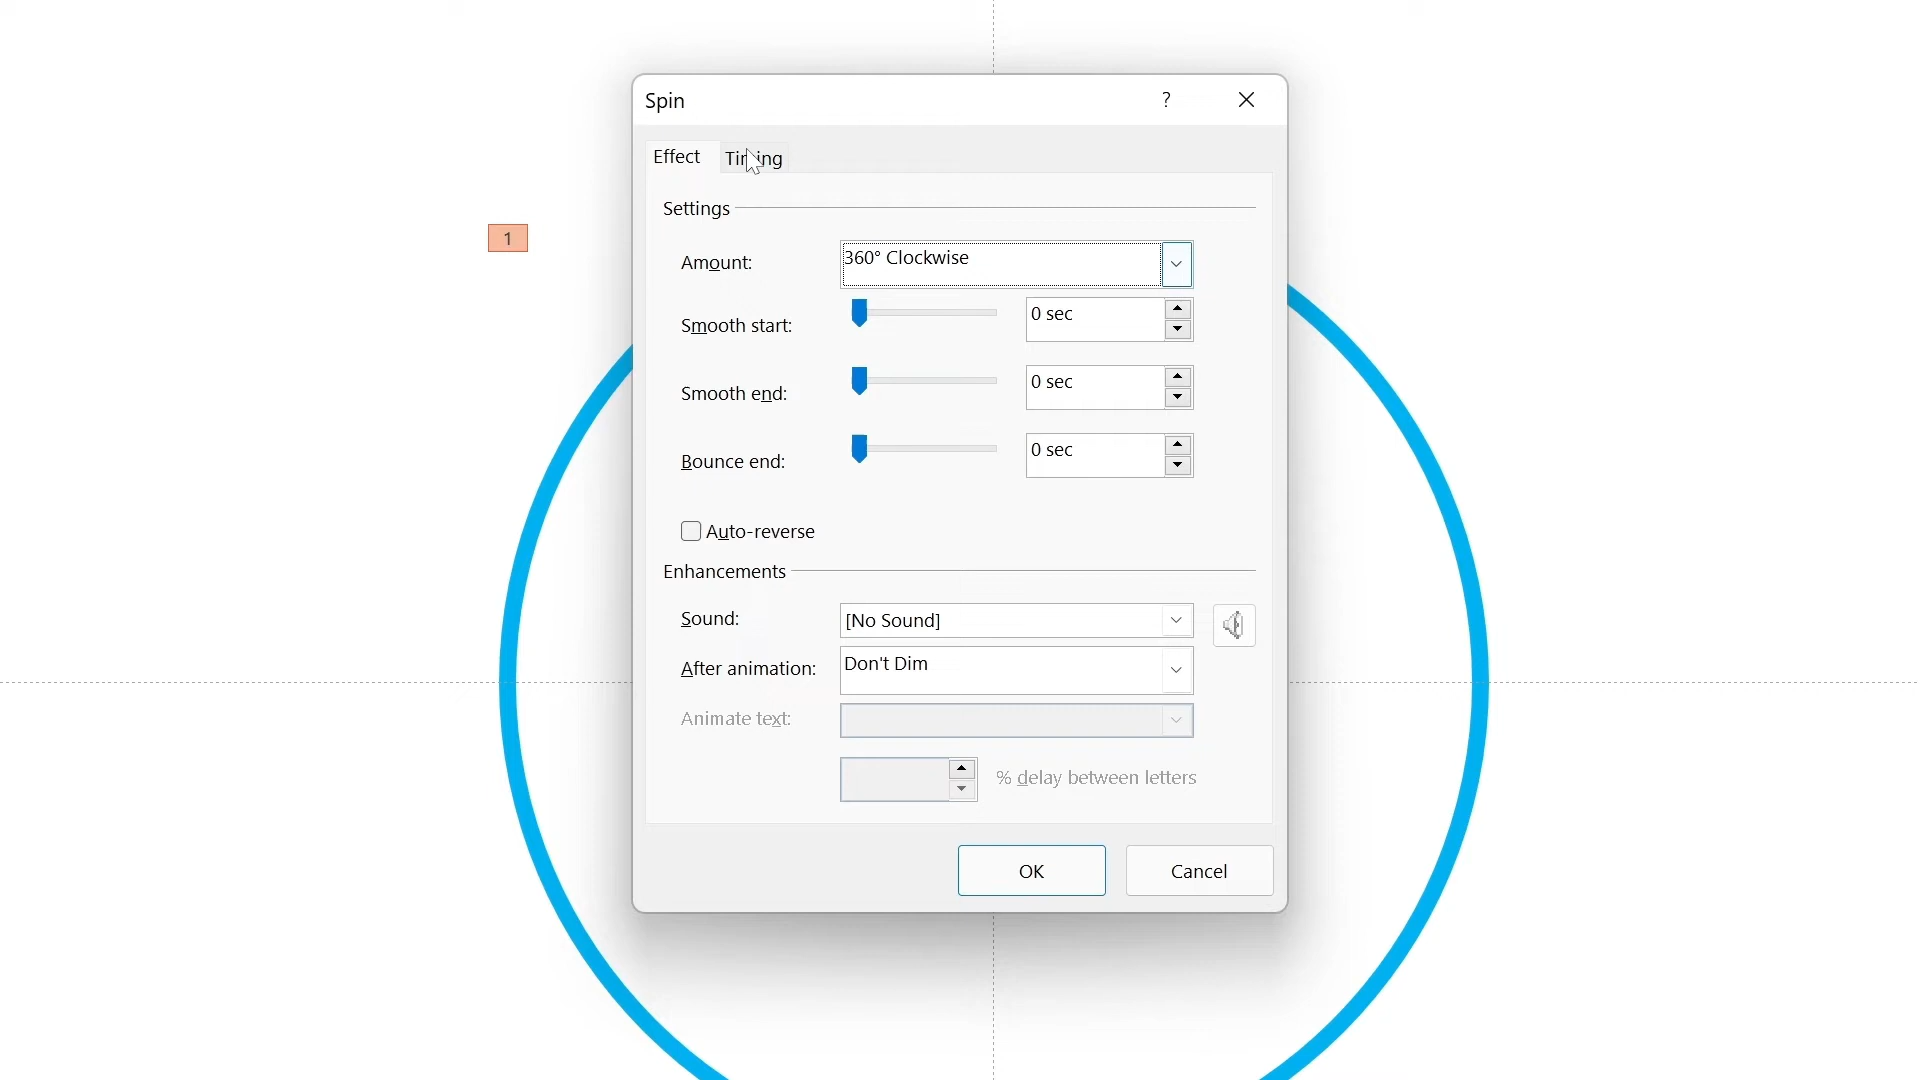 Spin ?
Effect Timing
Settings
1
Amount: 360° Clockwise
Smooth start: 0 sec
Smooth end: 0 sec
Bounce end: 0 sec
Auto-reverse
Enhancements
Sound: [No Sound]
After animation: Don't Dim
Animate text:
% delay between letters
OK Cancel